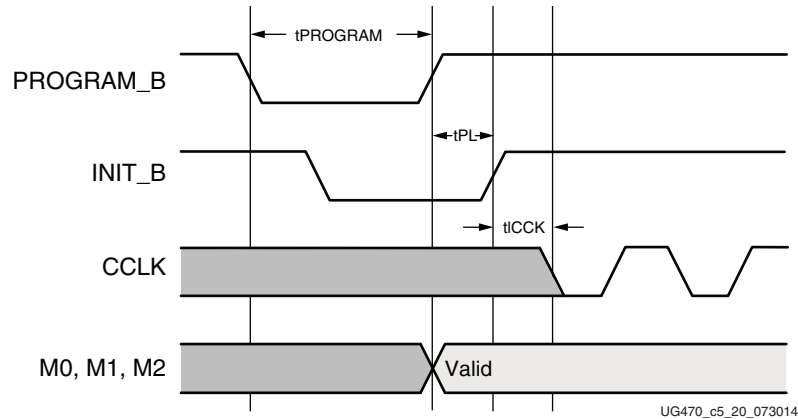 tPROGRAM
PROGRAM_B
tPL
INIT_B
tICCK
CCLK
M0, M1, M2
Valid
UG470_c5_20_073014